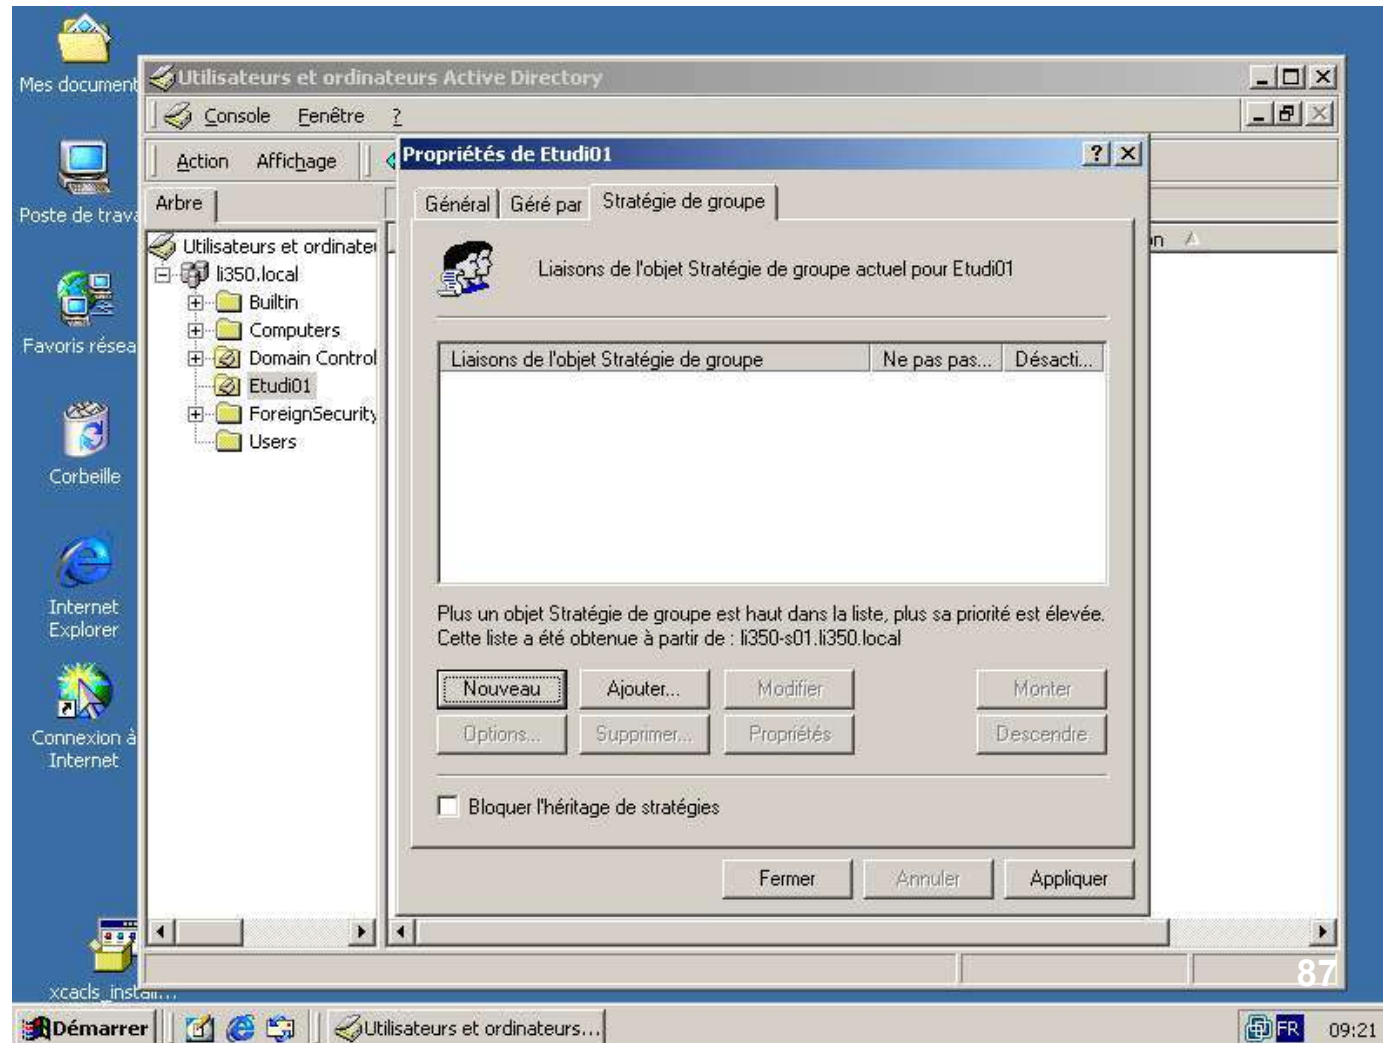 Mes document
Poste de trava
Favoris résea
Corbeille
Internet
Explorer
Connexion à
Internet
xcacls_install...
Utilisateurs et ordinateurs Active Directory
Console Fenêtre ?
Action Affichage
Arbre
Utilisateurs et ordinate
li350.local
Builtin
Computers
Domain Control
Etudi01
ForeignSecurity
Users
Propriétés de Etudi01
Général Géré par Stratégie de groupe
Liaisons de l'objet Stratégie de groupe actuel pour Etudi01
Liaisons de l'objet Stratégie de groupe Ne pas pas... Désacti...
Plus un objet Stratégie de groupe est haut dans la liste, plus sa priorité est élevée.
Cette liste a été obtenue à partir de : li350-s01.li350.local
Nouveau Ajouter... Modifier Monter
Options... Supprimer... Propriétés Descendre
Bloquer l'héritage de stratégies
Fermer Annuler Appliquer
87
Démarrer Utilisateurs et ordinateurs... FR 09:21